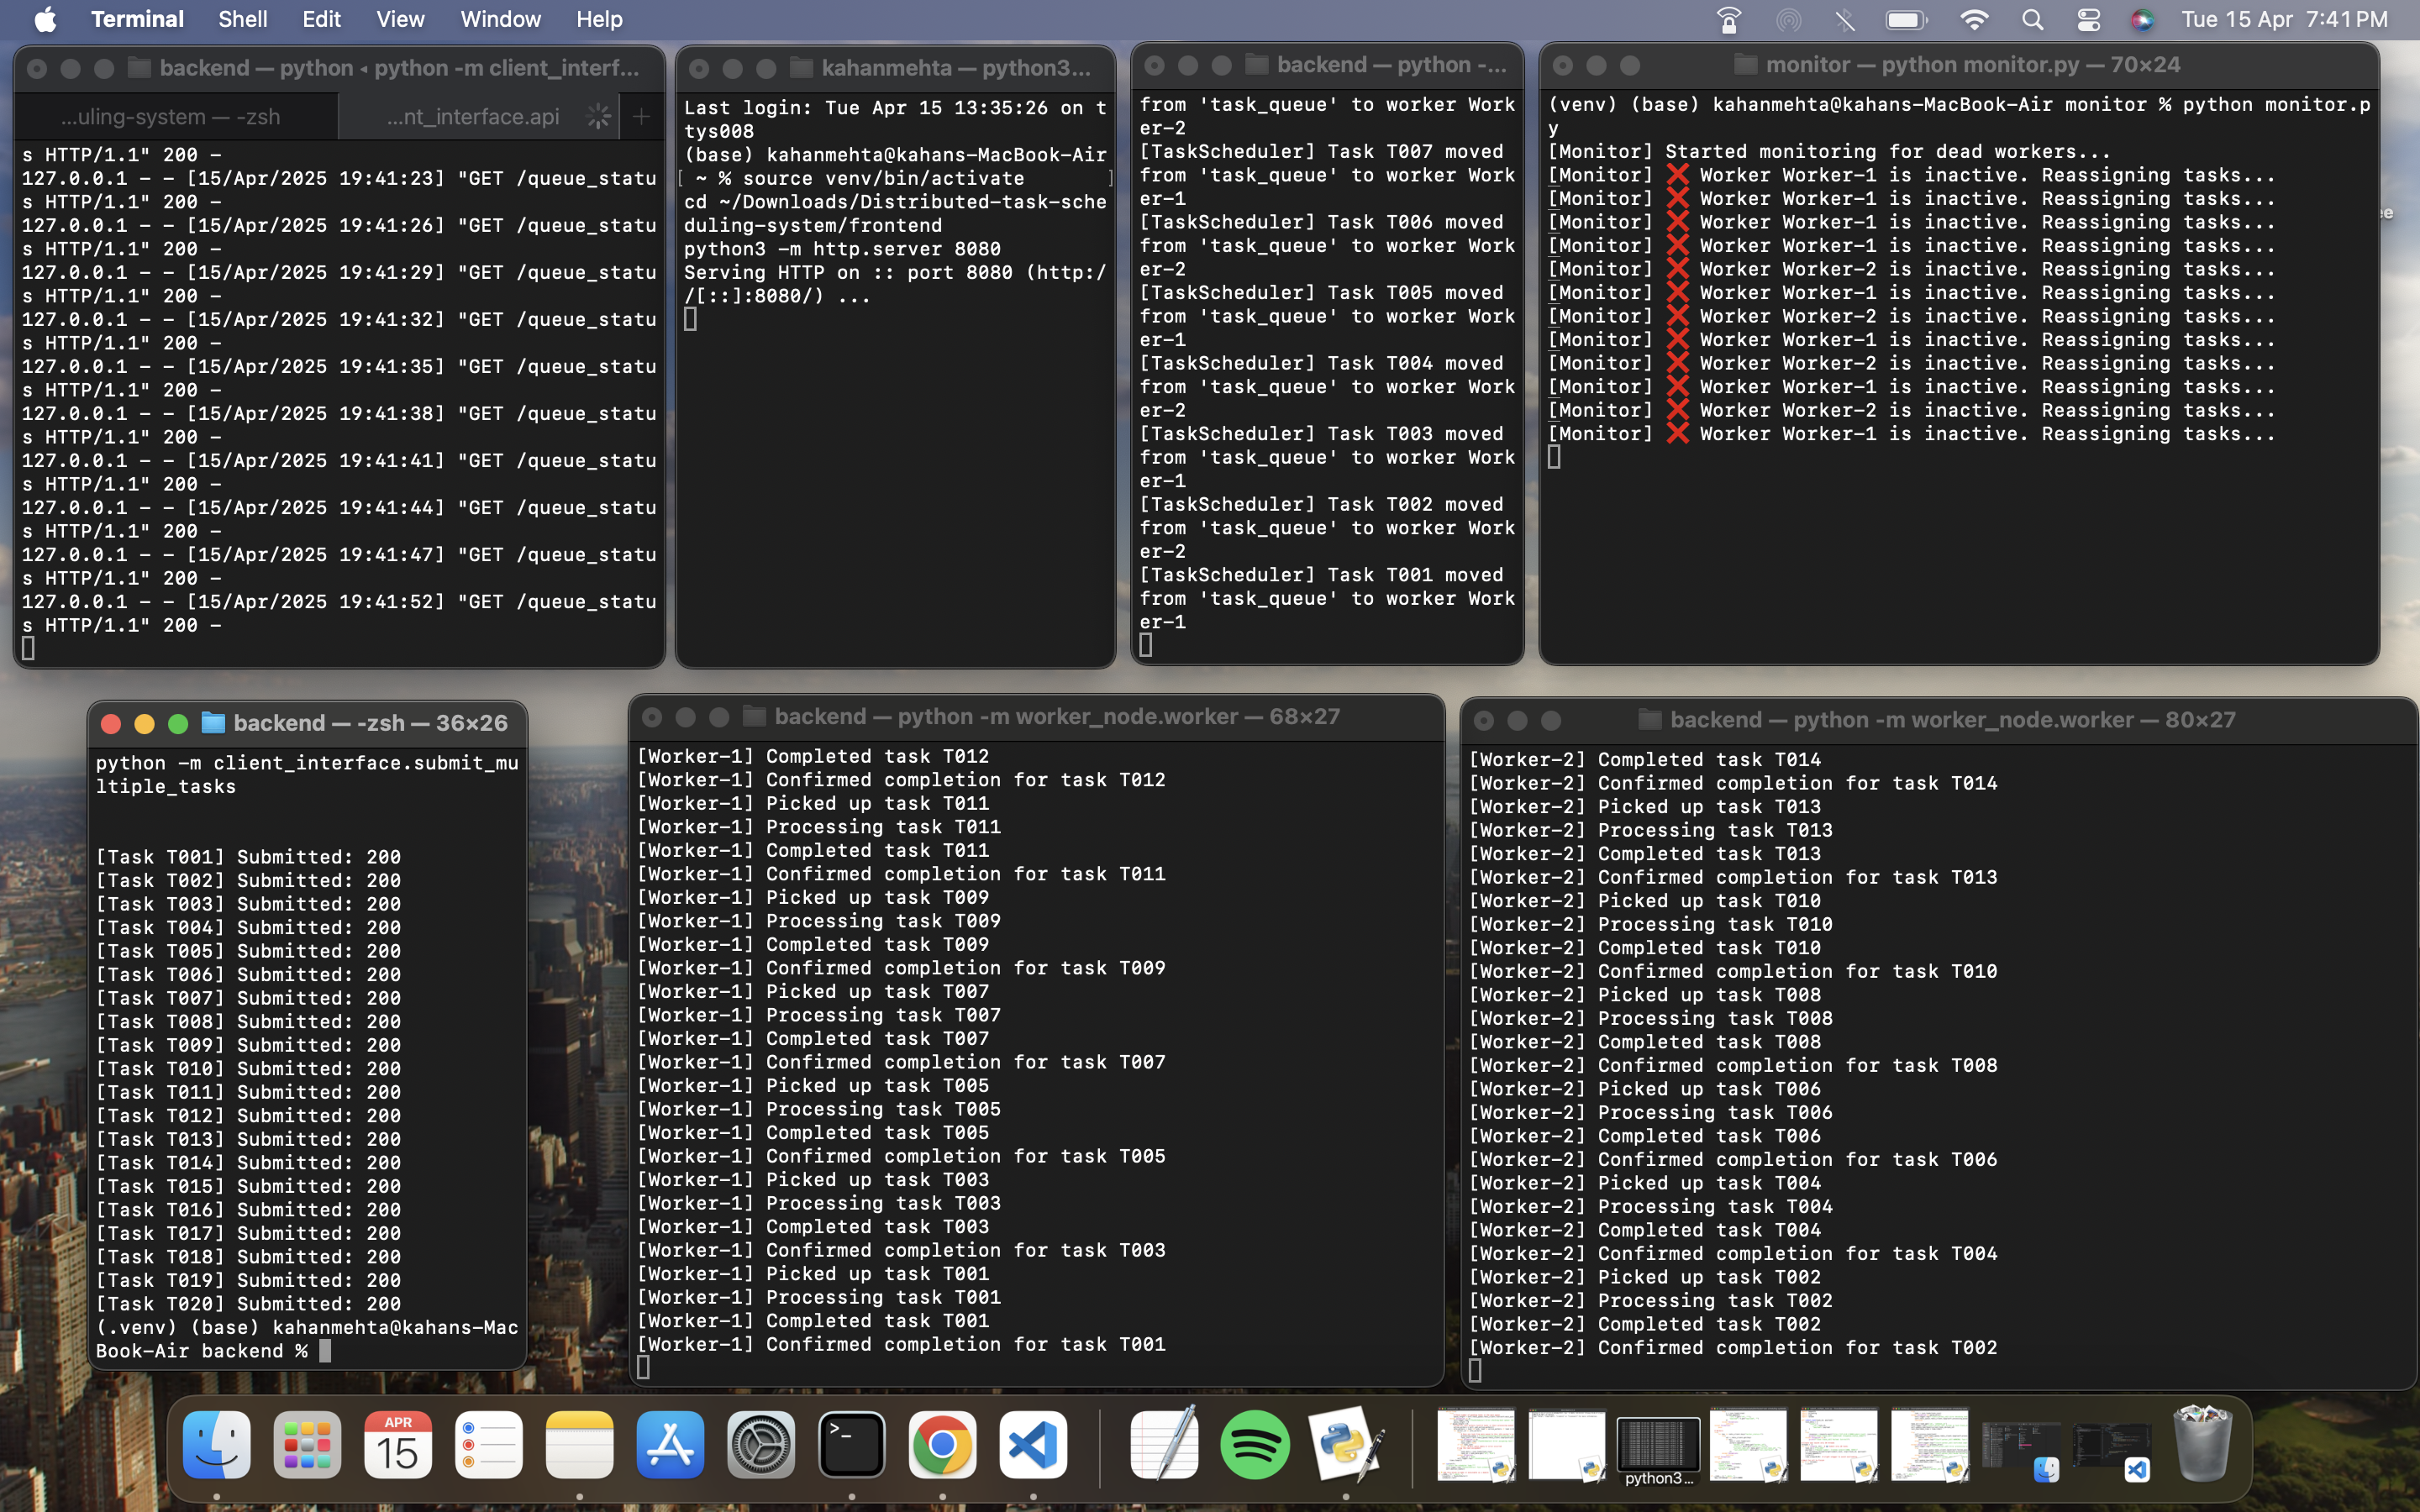 Terminal Shell Edit View Window Help Tue 15 Apr 7:41 PM
backend — python ◂ python -m client_interf...
...uling-system — -zsh ...nt_interface.api +
s HTTP/1.1" 200 -
127.0.0.1 - - [15/Apr/2025 19:41:23] "GET /queue_statu
s HTTP/1.1" 200 -
127.0.0.1 - - [15/Apr/2025 19:41:26] "GET /queue_statu
s HTTP/1.1" 200 -
127.0.0.1 - - [15/Apr/2025 19:41:29] "GET /queue_statu
s HTTP/1.1" 200 -
127.0.0.1 - - [15/Apr/2025 19:41:32] "GET /queue_statu
s HTTP/1.1" 200 -
127.0.0.1 - - [15/Apr/2025 19:41:35] "GET /queue_statu
s HTTP/1.1" 200 -
127.0.0.1 - - [15/Apr/2025 19:41:38] "GET /queue_statu
s HTTP/1.1" 200 -
127.0.0.1 - - [15/Apr/2025 19:41:41] "GET /queue_statu
s HTTP/1.1" 200 -
127.0.0.1 - - [15/Apr/2025 19:41:44] "GET /queue_statu
s HTTP/1.1" 200 -
127.0.0.1 - - [15/Apr/2025 19:41:47] "GET /queue_statu
s HTTP/1.1" 200 -
127.0.0.1 - - [15/Apr/2025 19:41:52] "GET /queue_statu
s HTTP/1.1" 200 -
kahanmehta — python3...
Last login: Tue Apr 15 13:35:26 on t
tys008
(base) kahanmehta@kahans-MacBook-Air
[ ~ % source venv/bin/activate ]
cd ~/Downloads/Distributed-task-sche
duling-system/frontend
python3 -m http.server 8080
Serving HTTP on :: port 8080 (http:/
/[::]:8080/) ...
backend — python -...
from 'task_queue' to worker Work
er-2
[TaskScheduler] Task T007 moved
from 'task_queue' to worker Work
er-1
[TaskScheduler] Task T006 moved
from 'task_queue' to worker Work
er-2
[TaskScheduler] Task T005 moved
from 'task_queue' to worker Work
er-1
[TaskScheduler] Task T004 moved
from 'task_queue' to worker Work
er-2
[TaskScheduler] Task T003 moved
from 'task_queue' to worker Work
er-1
[TaskScheduler] Task T002 moved
from 'task_queue' to worker Work
er-2
[TaskScheduler] Task T001 moved
from 'task_queue' to worker Work
er-1
monitor — python monitor.py — 70×24
(venv) (base) kahanmehta@kahans-MacBook-Air monitor % python monitor.p
y
[Monitor] Started monitoring for dead workers...
[Monitor] ❌ Worker Worker-1 is inactive. Reassigning tasks...
[Monitor] ❌ Worker Worker-1 is inactive. Reassigning tasks...
[Monitor] ❌ Worker Worker-1 is inactive. Reassigning tasks...
[Monitor] ❌ Worker Worker-1 is inactive. Reassigning tasks...
[Monitor] ❌ Worker Worker-2 is inactive. Reassigning tasks...
[Monitor] ❌ Worker Worker-1 is inactive. Reassigning tasks...
[Monitor] ❌ Worker Worker-2 is inactive. Reassigning tasks...
[Monitor] ❌ Worker Worker-1 is inactive. Reassigning tasks...
[Monitor] ❌ Worker Worker-2 is inactive. Reassigning tasks...
[Monitor] ❌ Worker Worker-1 is inactive. Reassigning tasks...
[Monitor] ❌ Worker Worker-2 is inactive. Reassigning tasks...
[Monitor] ❌ Worker Worker-1 is inactive. Reassigning tasks...
ee
backend — -zsh — 36×26
python -m client_interface.submit_mu
ltiple_tasks
[Task T001] Submitted: 200
[Task T002] Submitted: 200
[Task T003] Submitted: 200
[Task T004] Submitted: 200
[Task T005] Submitted: 200
[Task T006] Submitted: 200
[Task T007] Submitted: 200
[Task T008] Submitted: 200
[Task T009] Submitted: 200
[Task T010] Submitted: 200
[Task T011] Submitted: 200
[Task T012] Submitted: 200
[Task T013] Submitted: 200
[Task T014] Submitted: 200
[Task T015] Submitted: 200
[Task T016] Submitted: 200
[Task T017] Submitted: 200
[Task T018] Submitted: 200
[Task T019] Submitted: 200
[Task T020] Submitted: 200
(.venv) (base) kahanmehta@kahans-Mac
Book-Air backend %
backend — python -m worker_node.worker — 68×27
[Worker-1] Completed task T012
[Worker-1] Confirmed completion for task T012
[Worker-1] Picked up task T011
[Worker-1] Processing task T011
[Worker-1] Completed task T011
[Worker-1] Confirmed completion for task T011
[Worker-1] Picked up task T009
[Worker-1] Processing task T009
[Worker-1] Completed task T009
[Worker-1] Confirmed completion for task T009
[Worker-1] Picked up task T007
[Worker-1] Processing task T007
[Worker-1] Completed task T007
[Worker-1] Confirmed completion for task T007
[Worker-1] Picked up task T005
[Worker-1] Processing task T005
[Worker-1] Completed task T005
[Worker-1] Confirmed completion for task T005
[Worker-1] Picked up task T003
[Worker-1] Processing task T003
[Worker-1] Completed task T003
[Worker-1] Confirmed completion for task T003
[Worker-1] Picked up task T001
[Worker-1] Processing task T001
[Worker-1] Completed task T001
[Worker-1] Confirmed completion for task T001
backend — python -m worker_node.worker — 80×27
[Worker-2] Completed task T014
[Worker-2] Confirmed completion for task T014
[Worker-2] Picked up task T013
[Worker-2] Processing task T013
[Worker-2] Completed task T013
[Worker-2] Confirmed completion for task T013
[Worker-2] Picked up task T010
[Worker-2] Processing task T010
[Worker-2] Completed task T010
[Worker-2] Confirmed completion for task T010
[Worker-2] Picked up task T008
[Worker-2] Processing task T008
[Worker-2] Completed task T008
[Worker-2] Confirmed completion for task T008
[Worker-2] Picked up task T006
[Worker-2] Processing task T006
[Worker-2] Completed task T006
[Worker-2] Confirmed completion for task T006
[Worker-2] Picked up task T004
[Worker-2] Processing task T004
[Worker-2] Completed task T004
[Worker-2] Confirmed completion for task T004
[Worker-2] Picked up task T002
[Worker-2] Processing task T002
[Worker-2] Completed task T002
[Worker-2] Confirmed completion for task T002
APR
15
>_
python3...